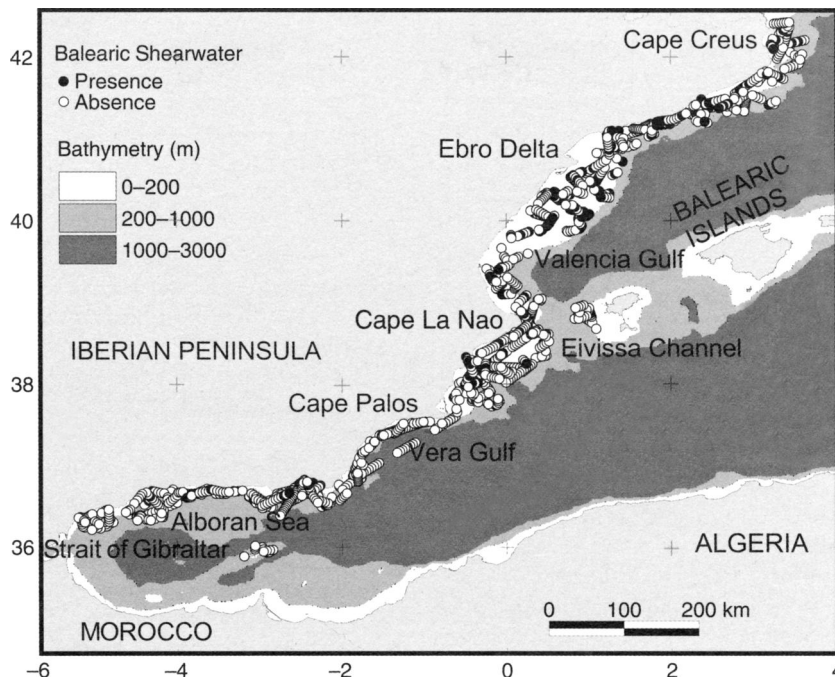 42
40
38
36
Balearic Shearwater
Presence
Absence
Bathymetry (m)
0–200
200–1000
1000–3000
Cape Creus
Ebro Delta
BALEARIC
ISLANDS
Valencia Gulf
Cape La Nao
IBERIAN PENINSULA
Eivissa Channel
Cape Palos
Vera Gulf
Alboran Sea
Strait of Gibraltar
ALGERIA
MOROCCO
0 100 200 km
–6 –4 –2 0 2 4